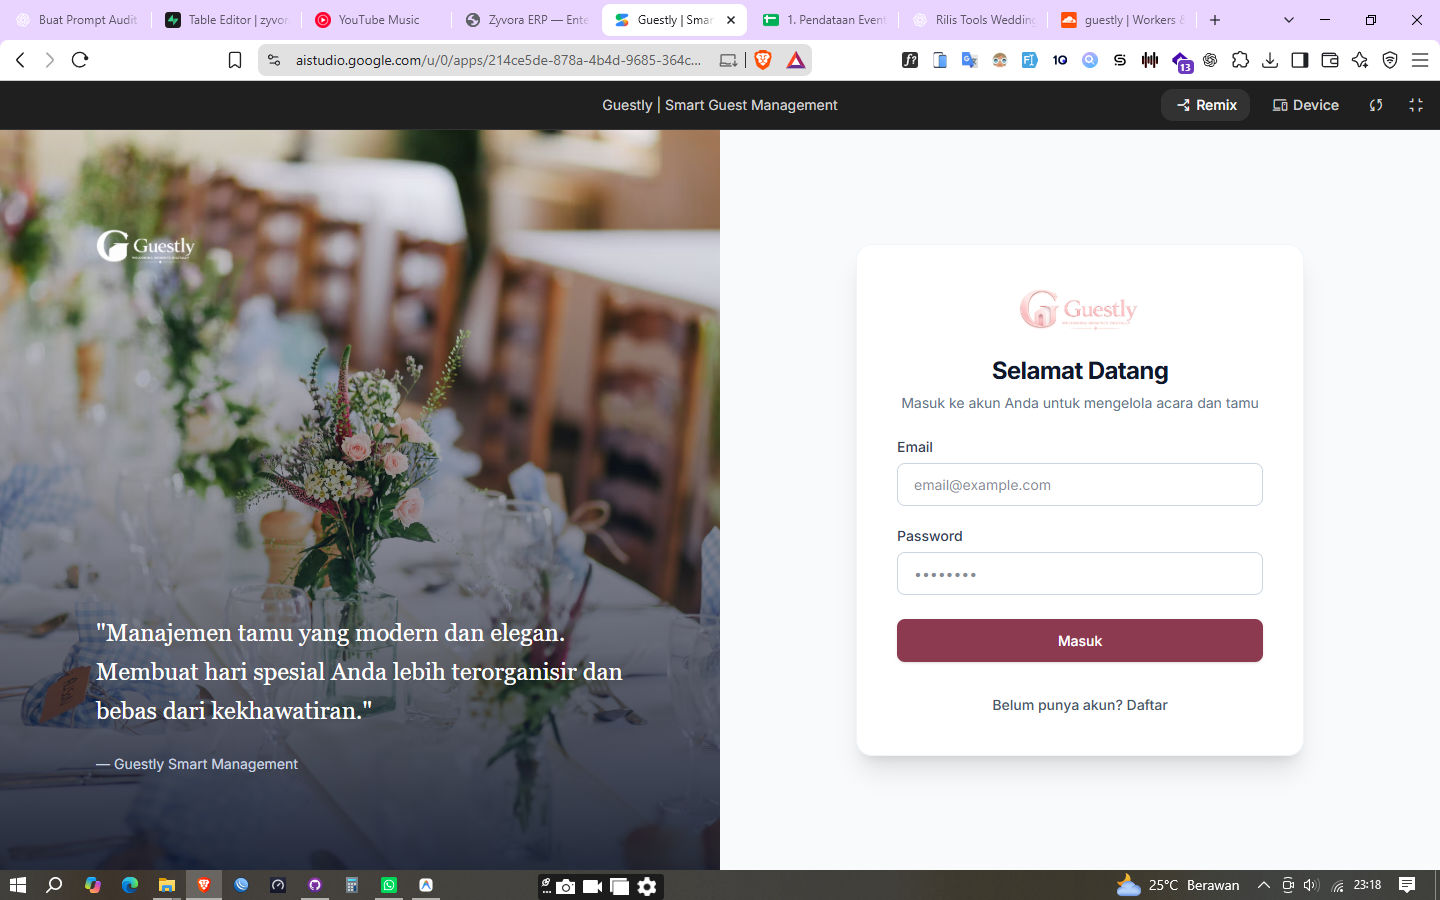 Buat Prompt Audit
Table Editor | zyvor
YouTube Music
Zyvora ERP — Ente
Guestly | Smar
1. Pendataan Event
Rilis Tools Wedding
guestly | Workers &
aistudio.google.com/u/0/apps/214ce5de-878a-4b4d-9685-364c...
13
Guestly | Smart Guest Management
Remix
Device
Guestly
"Manajemen tamu yang modern dan elegan.
Membuat hari spesial Anda lebih terorganisir dan
bebas dari kekhawatiran."
— Guestly Smart Management
Guestly
Selamat Datang
Masuk ke akun Anda untuk mengelola acara dan tamu
Email
email@example.com
Password
Masuk
Belum punya akun? Daftar
25°C Berawan
23:18